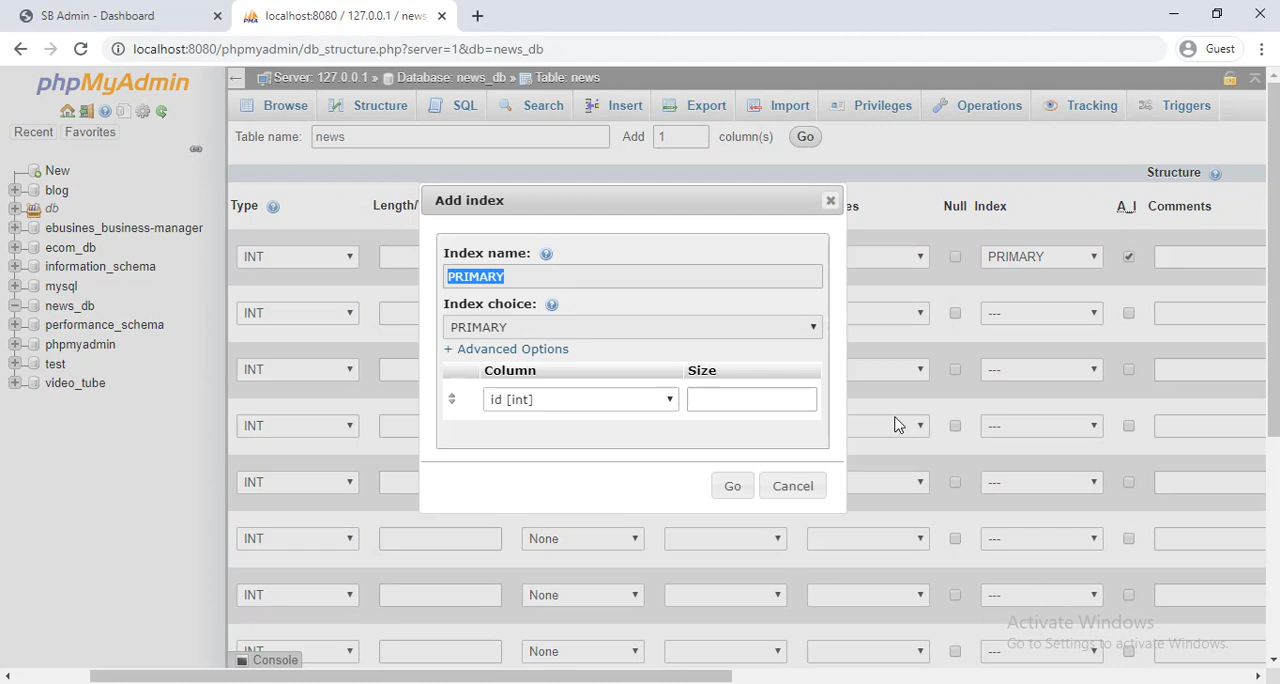 SB Admin - Dashboard
localhost:8080 / 127.0.0.1 / news_
localhost:8080/phpmyadmin/db_structure.php?server=1&db=news_db
Guest
phpMyAdmin
Recent
Favorites
New
blog
db
ebusines_business-manager
ecom_db
information_schema
mysql
news_db
performance_schema
phpmyadmin
test
video_tube
Server: 127.0.0.1 » Database: news_db » Table: news
Browse
Structure
SQL
Search
Insert
Export
Import
Privileges
Operations
Tracking
Triggers
Table name: news Add 1 column(s) Go
Structure
Type Length/ es Null Index A_I Comments
INT PRIMARY
INT ---
INT ---
INT ---
INT ---
INT None ---
INT None ---
INT None ---
Add index
Index name:
PRIMARY
Index choice:
PRIMARY
+ Advanced Options
Column Size
id [int]
Go Cancel
Console
Activate Windows
Go to Settings to activate Windows.